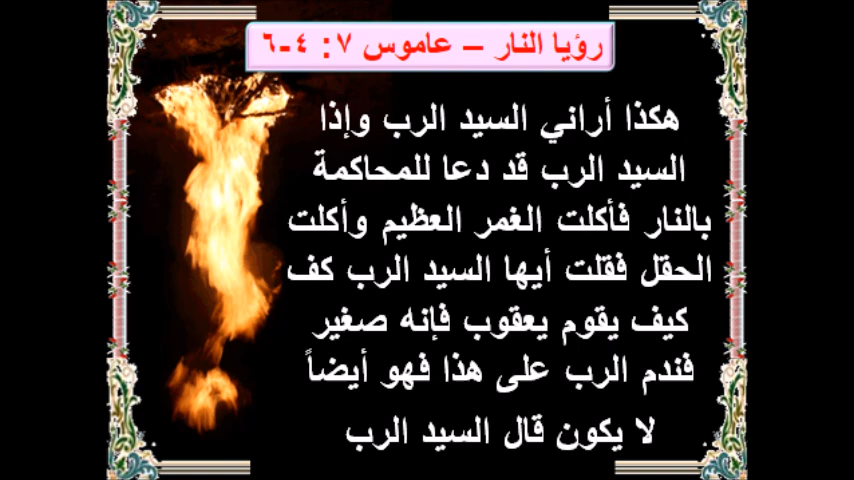 رؤيا النار – عاموس ٧: ٤-٦
هكذا أراني السيد الرب وإذا
السيد الرب قد دعا للمحاكمة
بالنار فأكلت الغمر العظيم وأكلت
الحقل فقلت أيها السيد الرب كف
كيف يقوم يعقوب فإنه صغير
فندم الرب على هذا فهو أيضاً
لا يكون قال السيد الرب